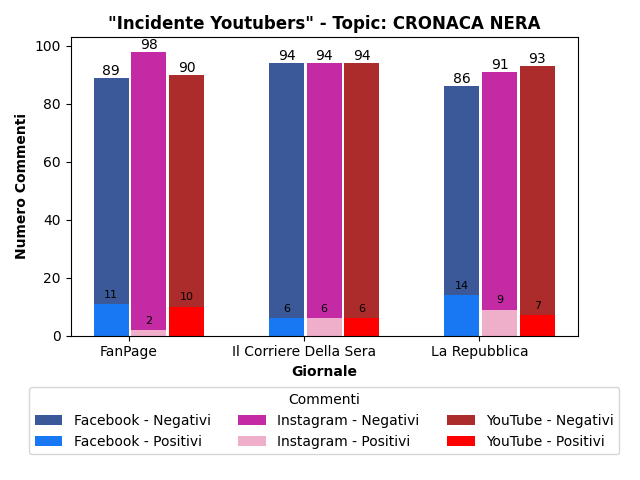 "Incidente Youtubers" - Topic: CRONACA NERA
Numero Commenti
100
80
60
40
20
0
89
98
90
94
94
94
86
91
93
11
2
10
6
6
6
14
9
7
FanPage
Il Corriere Della Sera
La Repubblica
Giornale
Commenti
Facebook - Negativi
Instagram - Negativi
YouTube - Negativi
Facebook - Positivi
Instagram - Positivi
YouTube - Positivi